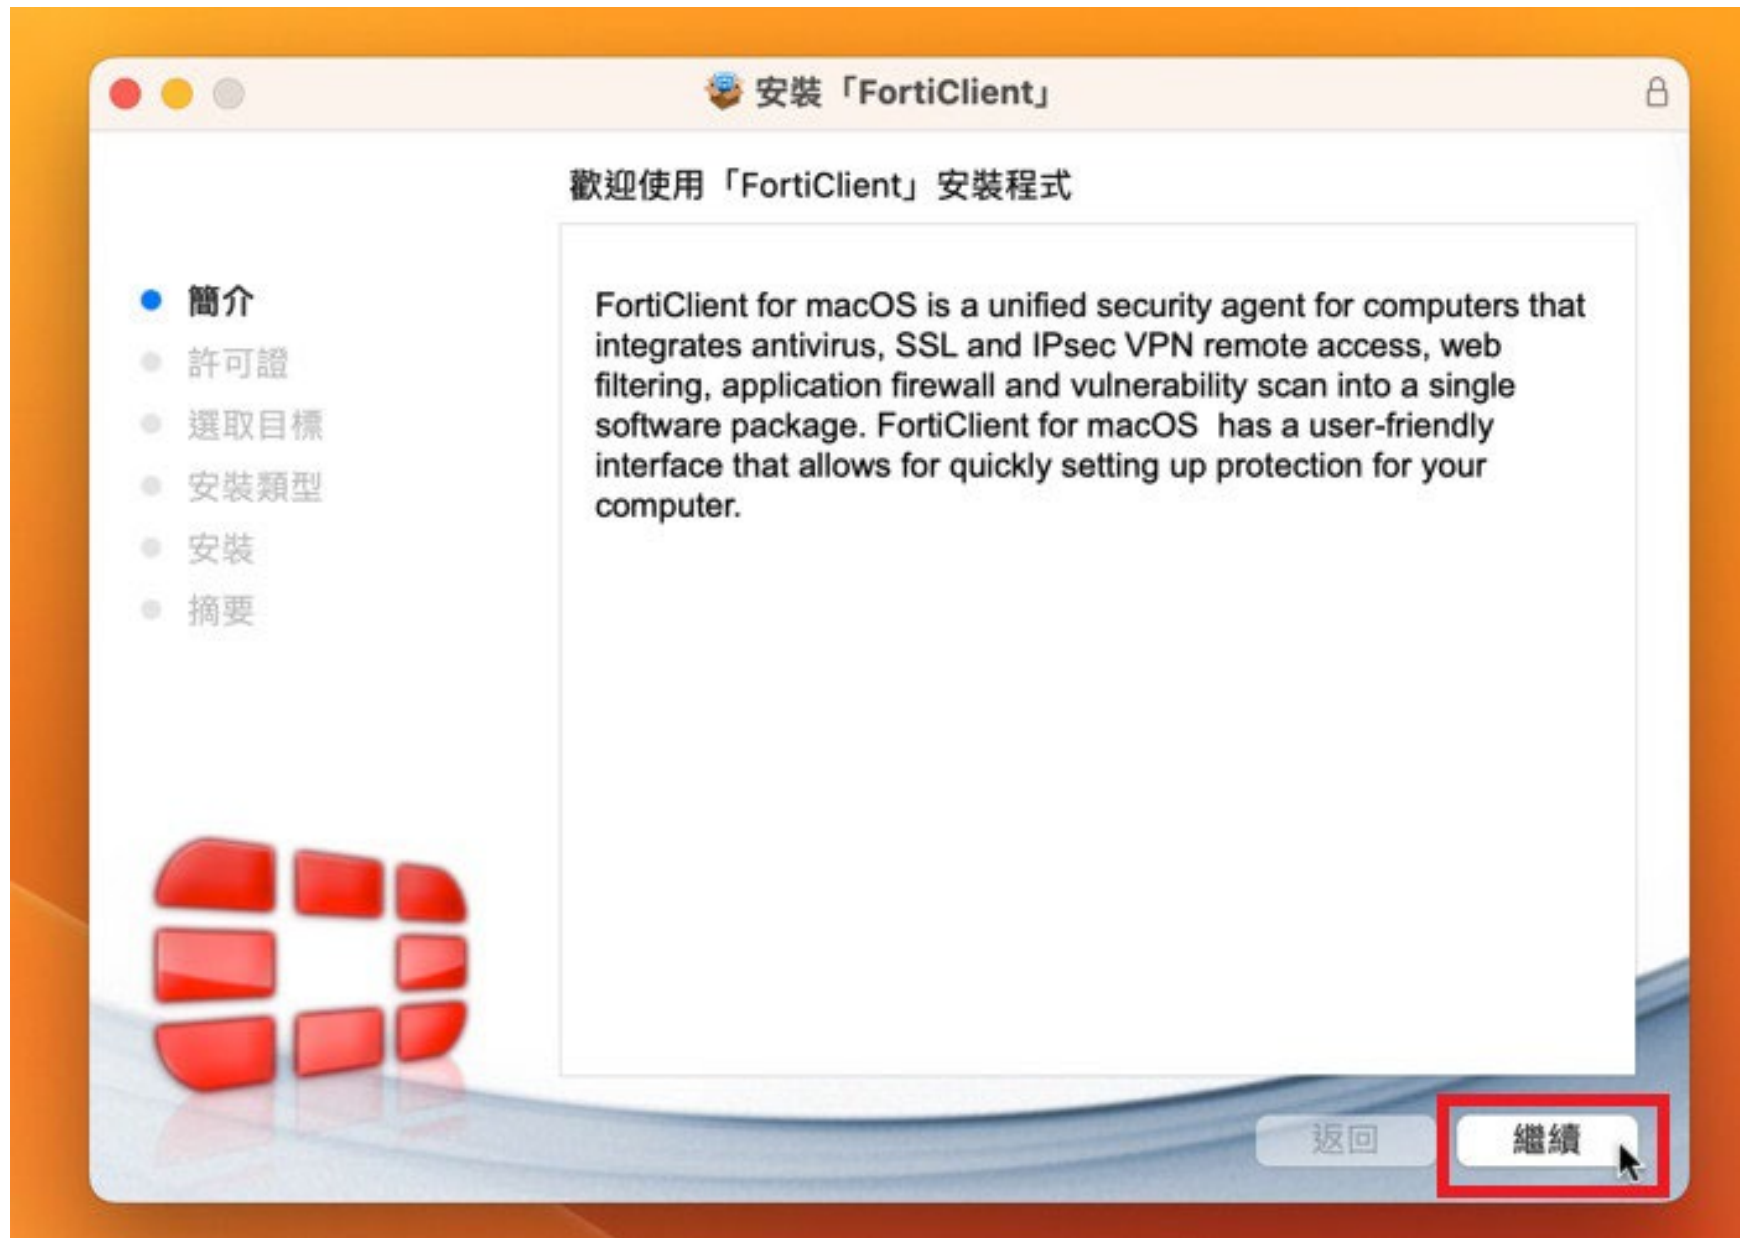 安裝「FortiClient」
歡迎使用「FortiClient」安裝程式
簡介
許可證
選取目標
安裝類型
安裝
摘要
FortiClient for macOS is a unified security agent for computers that
integrates antivirus, SSL and IPsec VPN remote access, web
filtering, application firewall and vulnerability scan into a single
software package. FortiClient for macOS  has a user-friendly
interface that allows for quickly setting up protection for your
computer.
返回
繼續